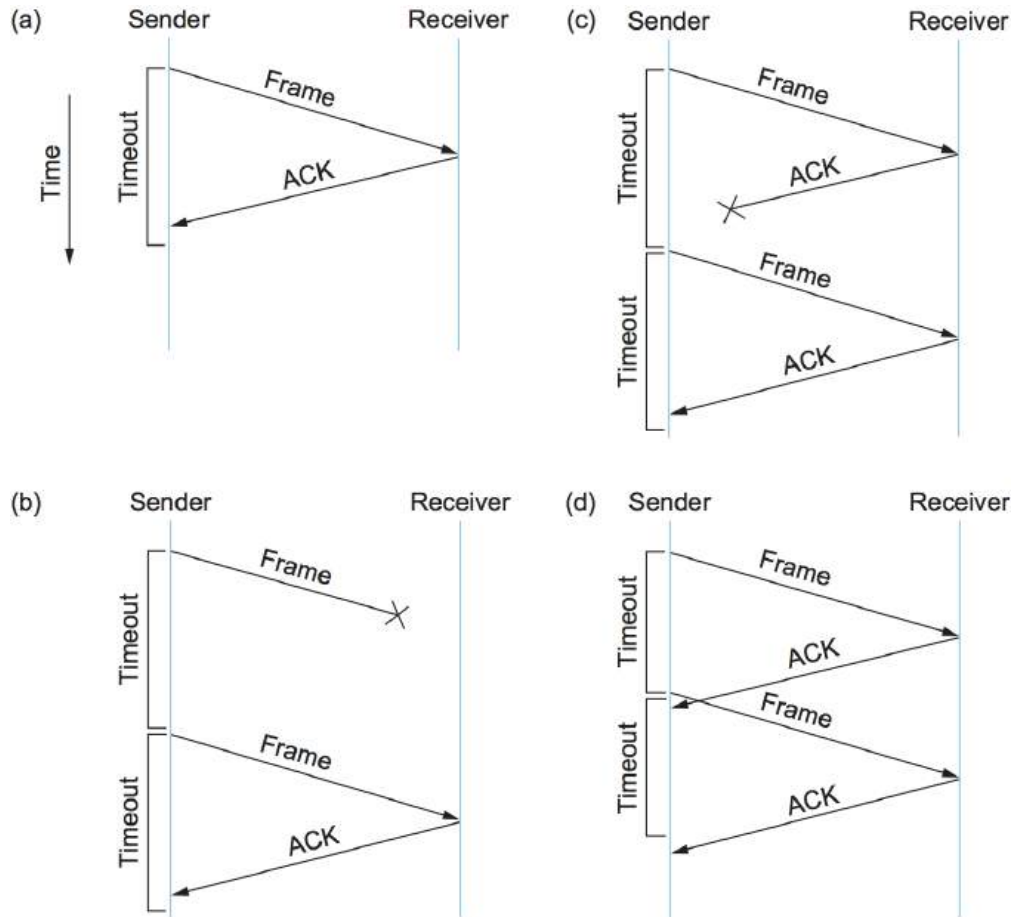 (a)
Sender
Receiver
Time
Timeout
Frame
ACK
(c)
Sender
Receiver
Timeout
Frame
ACK
Timeout
Frame
ACK
(b)
Sender
Receiver
Timeout
Frame
Timeout
Frame
ACK
(d)
Sender
Receiver
Timeout
Frame
ACK
Timeout
Frame
ACK